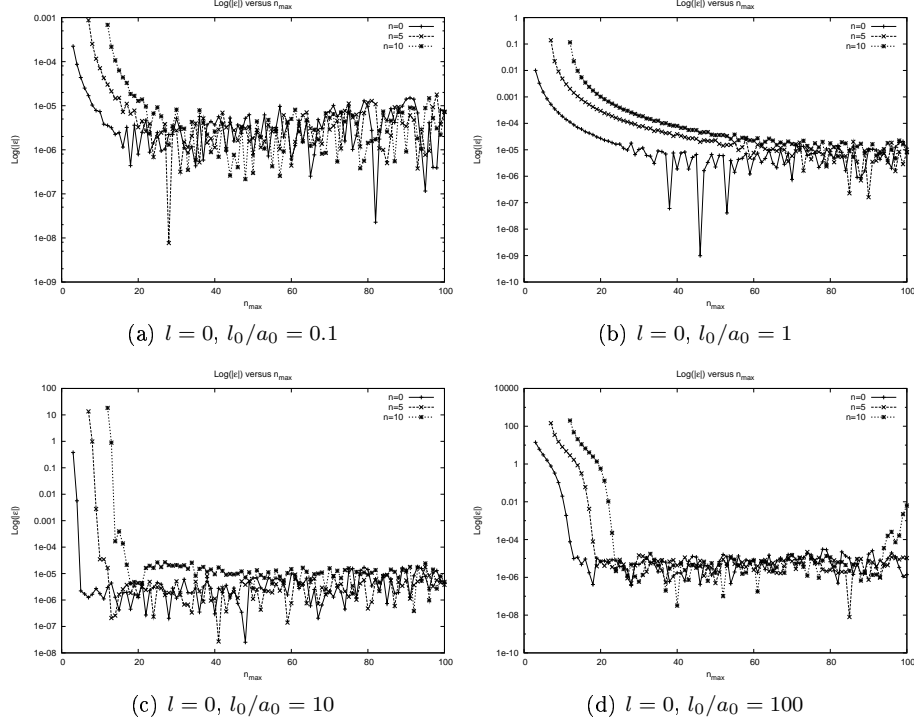 Log(|ε|) versus n_max
n=0
n=5
n=10
0.001
1e-04
1e-05
1e-06
1e-07
1e-08
1e-09
Log(|ε|)
0
20
40
60
80
100
n_max
(a) l = 0, l_0/a_0 = 0.1
Log(|ε|) versus n_max
n=0
n=5
n=10
1
0.1
0.01
0.001
0.0001
1e-05
1e-06
1e-07
1e-08
1e-09
1e-10
Log(|ε|)
0
20
40
60
80
100
n_max
(b) l = 0, l_0/a_0 = 1
Log(|ε|) versus n_max
n=0
n=5
n=10
100
10
1
0.1
0.01
0.001
1e-04
1e-05
1e-06
1e-07
1e-08
Log(|ε|)
0
20
40
60
80
100
n_max
(c) l = 0, l_0/a_0 = 10
Log(|ε|) versus n_max
n=0
n=5
n=10
10000
100
1
0.01
1e-04
1e-06
1e-08
1e-10
Log(|ε|)
0
20
40
60
80
100
n_max
(d) l = 0, l_0/a_0 = 100